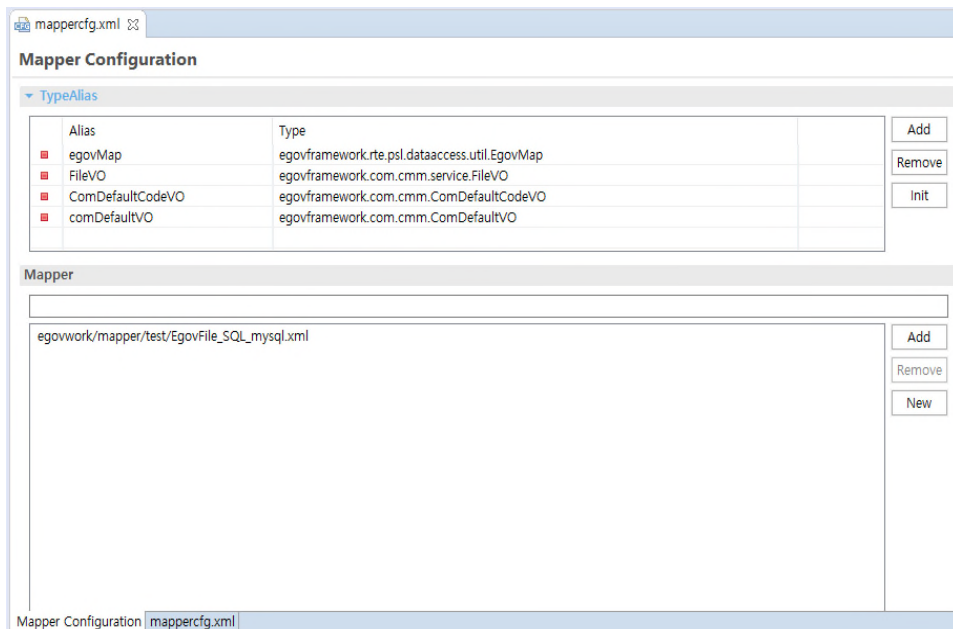 mappercfg.xml
Mapper Configuration
TypeAlias
Alias Type
egovMap egovframework.rte.psl.dataaccess.util.EgovMap
FileVO egovframework.com.cmm.service.FileVO
ComDefaultCodeVO egovframework.com.cmm.ComDefaultCodeVO
comDefaultVO egovframework.com.cmm.ComDefaultVO
Add
Remove
Init
Mapper
egovwork/mapper/test/EgovFile_SQL_mysql.xml
Add
Remove
New
Mapper Configuration mappercfg.xml